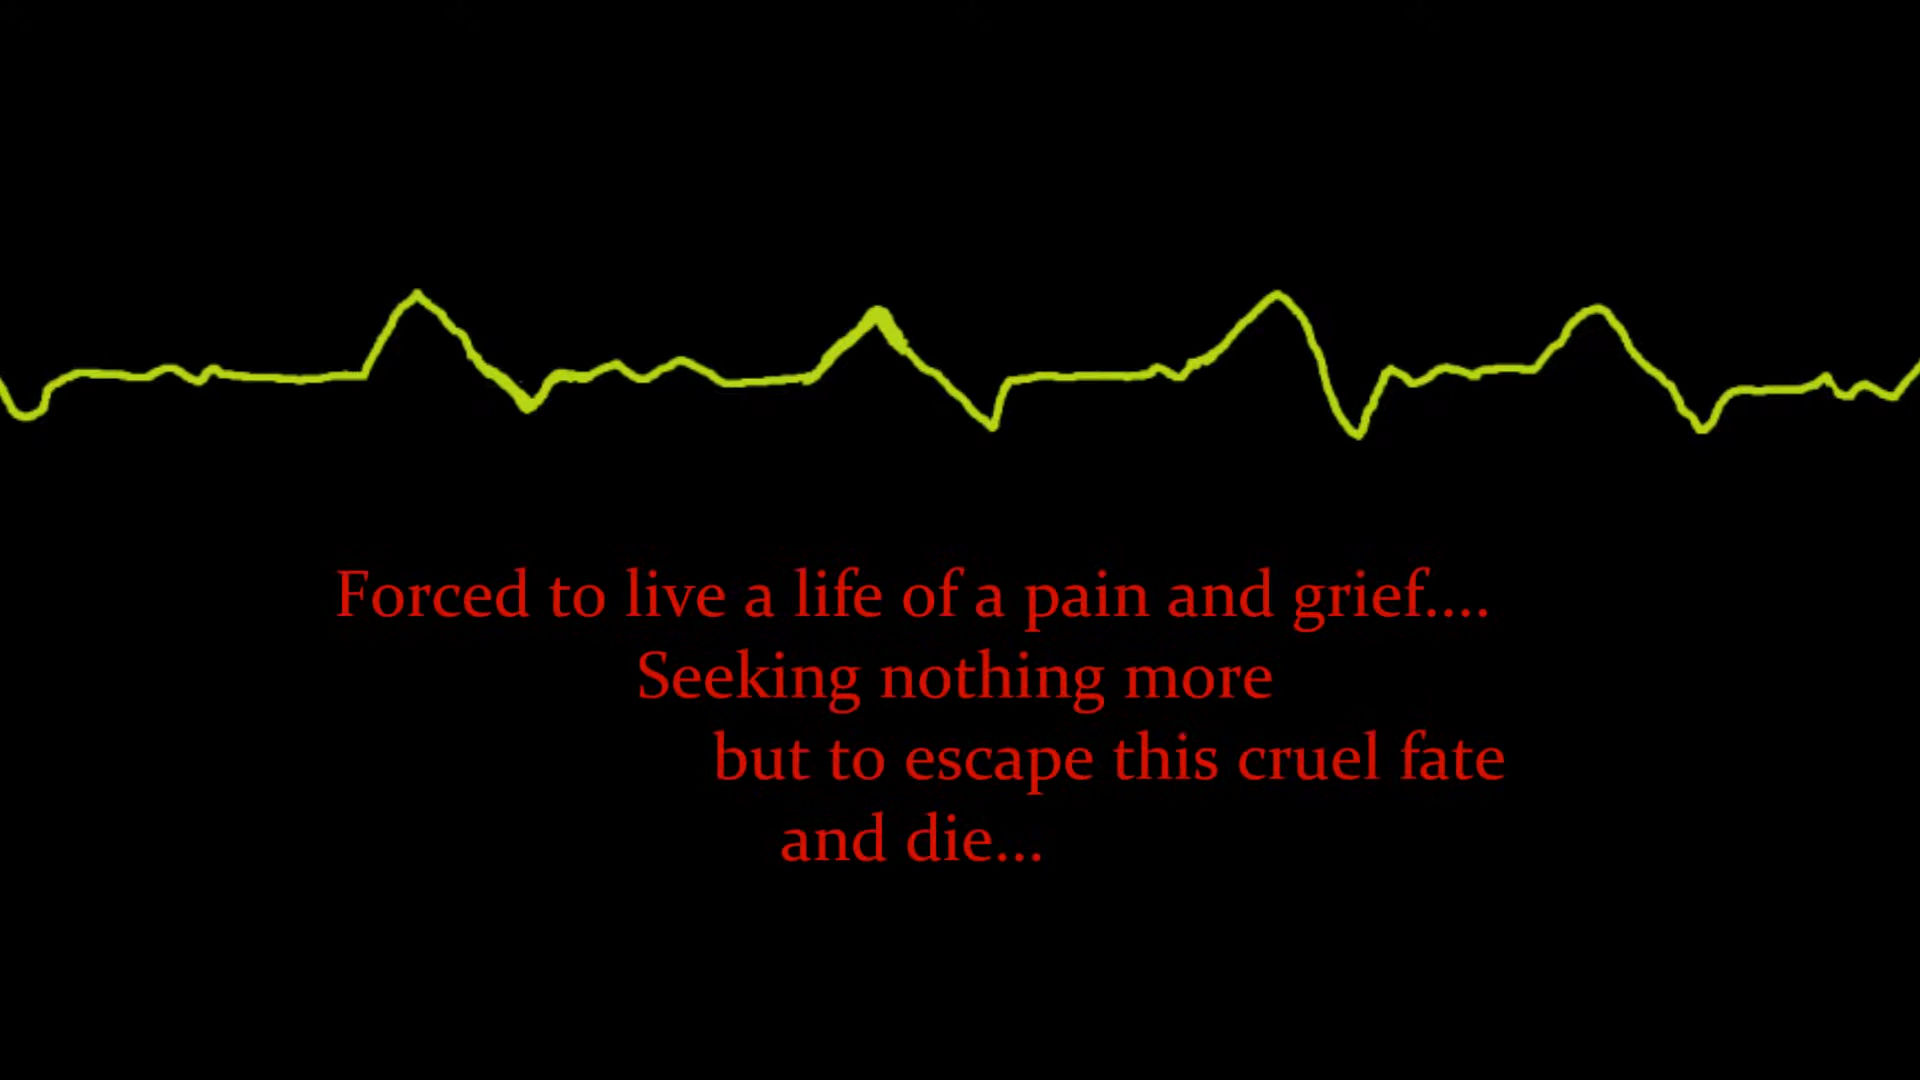 Forced to live a life of a pain and grief....
Seeking nothing more
but to escape this cruel fate
and die...